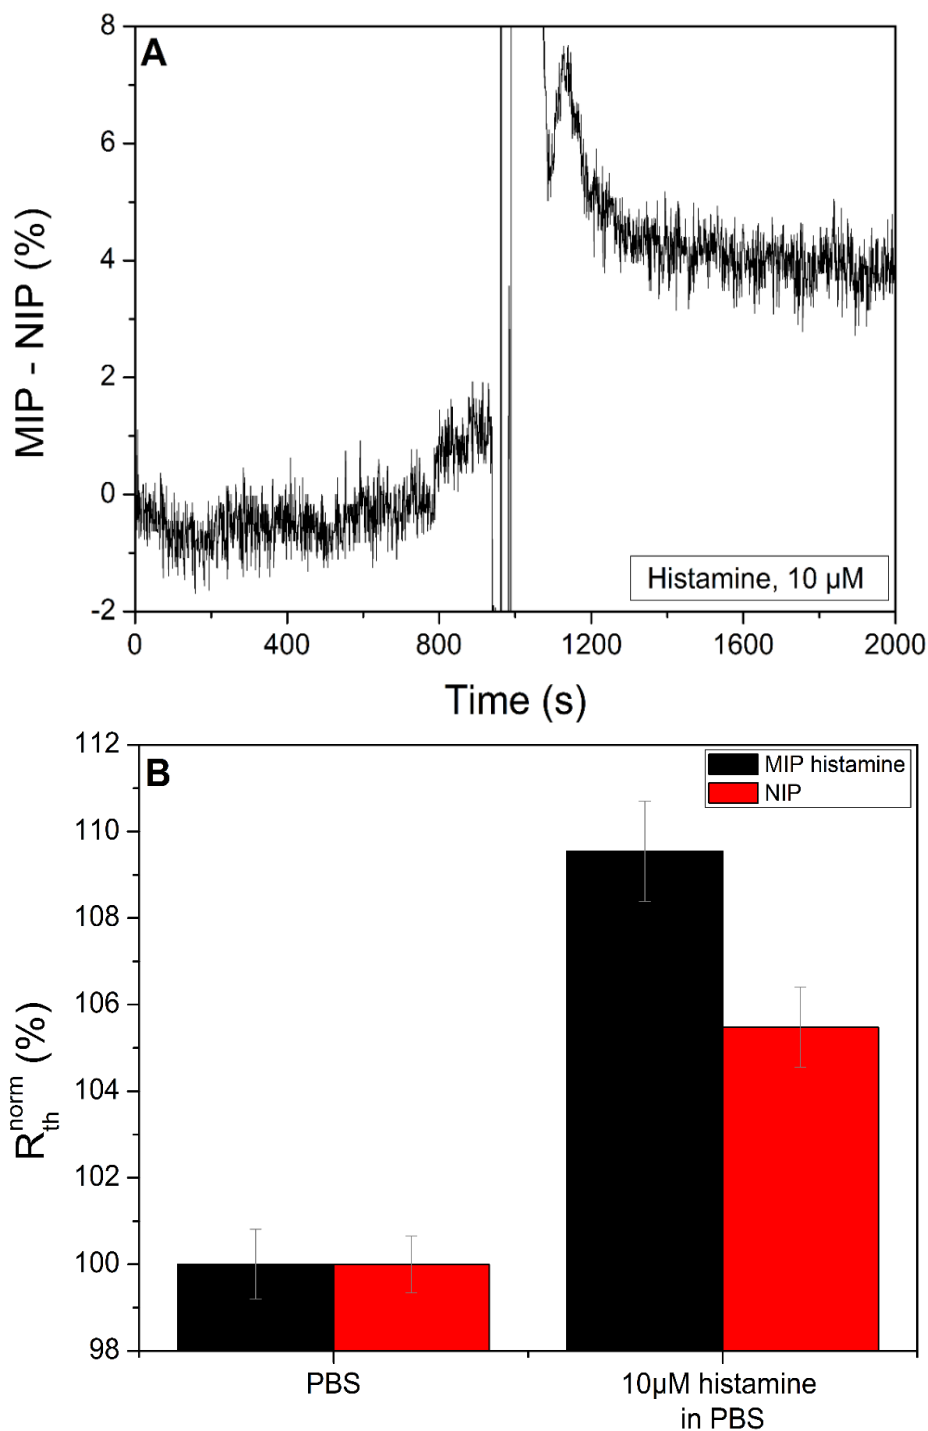 A
8
6
4
2
0
-2
MIP - NIP (%)
Histamine, 10 µM
0 400 800 1200 1600 2000
Time (s)
B
112
110
108
106
104
102
100
98
R_th^norm (%)
MIP histamine
NIP
PBS
10µM histamine
in PBS